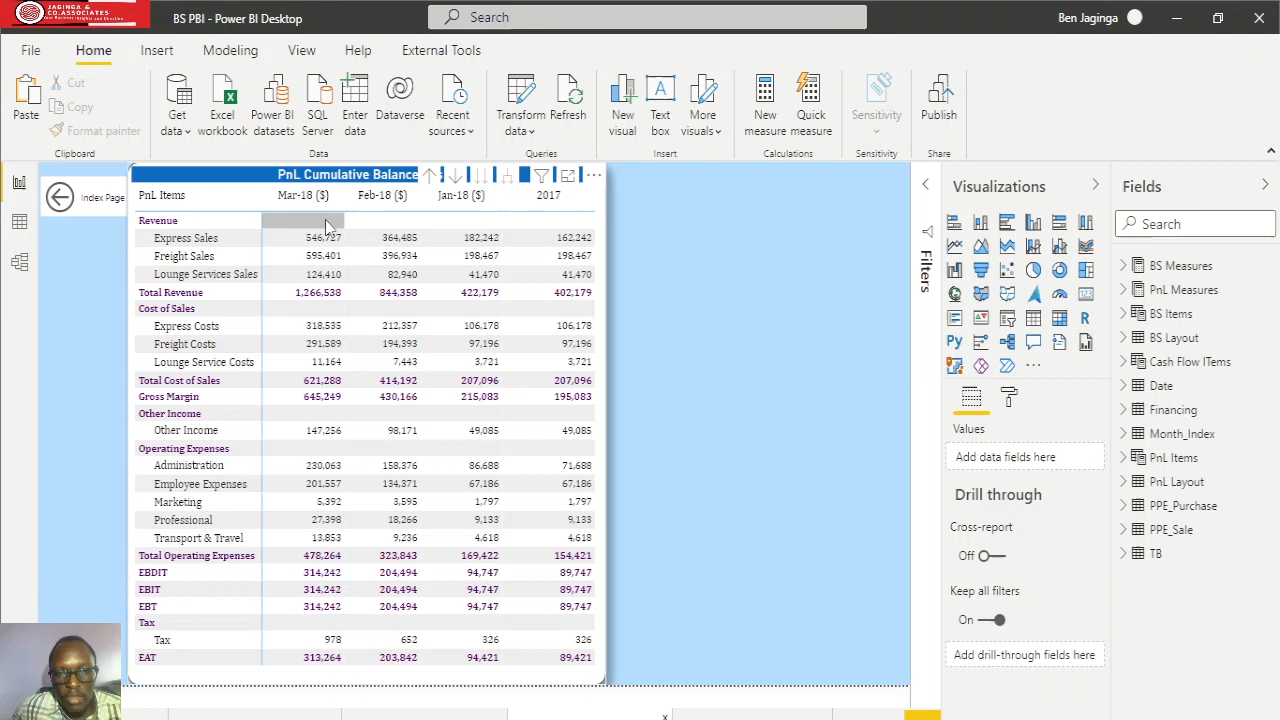 JAGINGA & CO.ASSOCIATES
BS PBI - Power BI Desktop
Search
Ben Jaginga
File Home Insert Modeling View Help External Tools
Paste
Cut
Copy
Format painter
Clipboard
Get data
Excel workbook
Power BI datasets
SQL Server
Enter data
Dataverse
Recent sources
Data
Transform data
Refresh
Queries
New visual
Text box
More visuals
Insert
New measure
Quick measure
Calculations
Sensitivity
Sensitivity
Publish
Share
Index Page
PnL Cumulative Balance
PnL Items Mar-18 ($) Feb-18 ($) Jan-18 ($) 2017
Revenue
Express Sales 546,727 364,485 182,242 162,242
Freight Sales 595,401 396,934 198,467 198,467
Lounge Services Sales 124,410 82,940 41,470 41,470
Total Revenue 1,266,538 844,358 422,179 402,179
Cost of Sales
Express Costs 318,535 212,357 106,178 106,178
Freight Costs 291,589 194,393 97,196 97,196
Lounge Service Costs 11,164 7,443 3,721 3,721
Total Cost of Sales 621,288 414,192 207,096 207,096
Gross Margin 645,249 430,166 215,083 195,083
Other Income
Other Income 147,256 98,171 49,085 49,085
Operating Expenses
Administration 230,063 158,376 86,688 71,688
Employee Expenses 201,557 134,371 67,186 67,186
Marketing 5,392 3,595 1,797 1,797
Professional 27,398 18,266 9,133 9,133
Transport & Travel 13,853 9,236 4,618 4,618
Total Operating Expenses 478,264 323,843 169,422 154,421
EBDIT 314,242 204,494 94,747 89,747
EBIT 314,242 204,494 94,747 89,747
EBT 314,242 204,494 94,747 89,747
Tax
Tax 978 652 326 326
EAT 313,264 203,842 94,421 89,421
Filters
Visualizations
R
Py
Values
Add data fields here
Drill through
Cross-report
Off
Keep all filters
On
Add drill-through fields here
Fields
Search
BS Measures
PnL Measures
BS Items
BS Layout
Cash Flow ITems
Date
Financing
Month_Index
PnL Items
PnL Layout
PPE_Purchase
PPE_Sale
TB